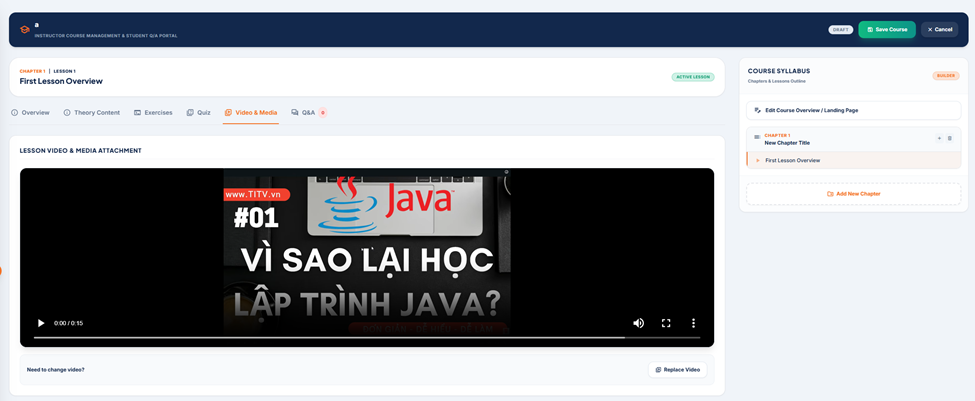 a
INSTRUCTOR COURSE MANAGEMENT & STUDENT Q/A PORTAL
DRAFT
Save Course
Cancel
CHAPTER 1 | LESSON 1
First Lesson Overview
ACTIVE LESSON
Overview
Theory Content
Exercises
Quiz
Video & Media
Q&A
0
LESSON VIDEO & MEDIA ATTACHMENT
www.TITV.vn
Java
#01
VÌ SAO LẠI HỌC
LẬP TRÌNH JAVA?
0:00 / 0:15
Need to change video?
Replace Video
COURSE SYLLABUS
Chapters & Lessons Outline
BUILDER
Edit Course Overview / Landing Page
CHAPTER 1
New Chapter Title
First Lesson Overview
Add New Chapter